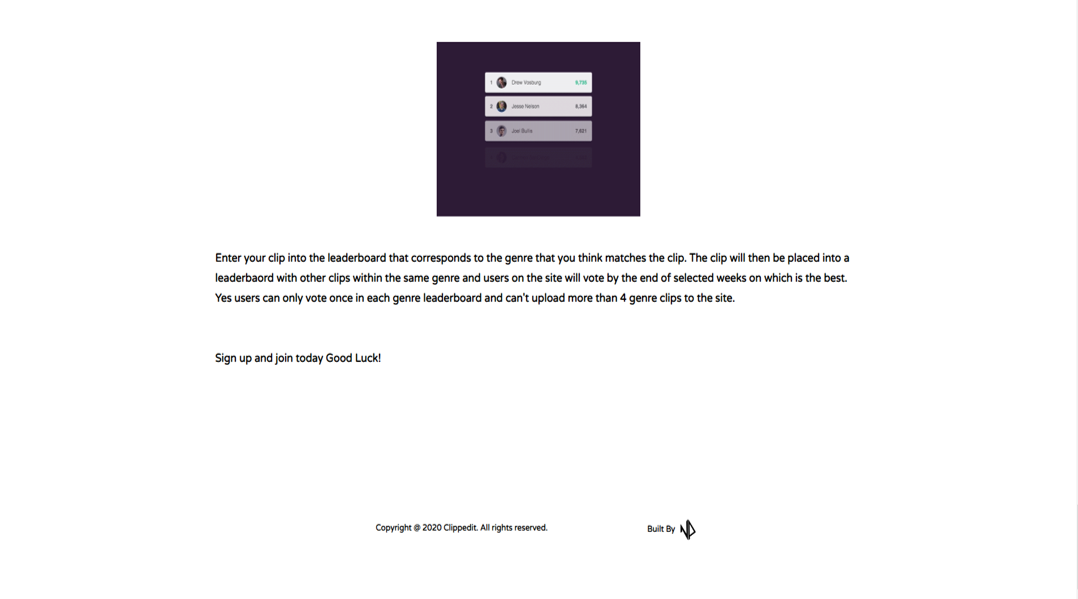 1 Drew Vosburg 9,755
2 Jesse Nelson 8,364
3 Joe Bulls 7,621
Enter your clip into the leaderboard that corresponds to the genre that you think matches the clip. The clip will then be placed into a
leaderbaord with other clips within the same genre and users on the site will vote by the end of selected weeks on which is the best.
Yes users can only vote once in each genre leaderboard and can't upload more than 4 genre clips to the site.
Sign up and join today Good Luck!
Copyright @ 2020 Clippedit. All rights reserved.
Built By